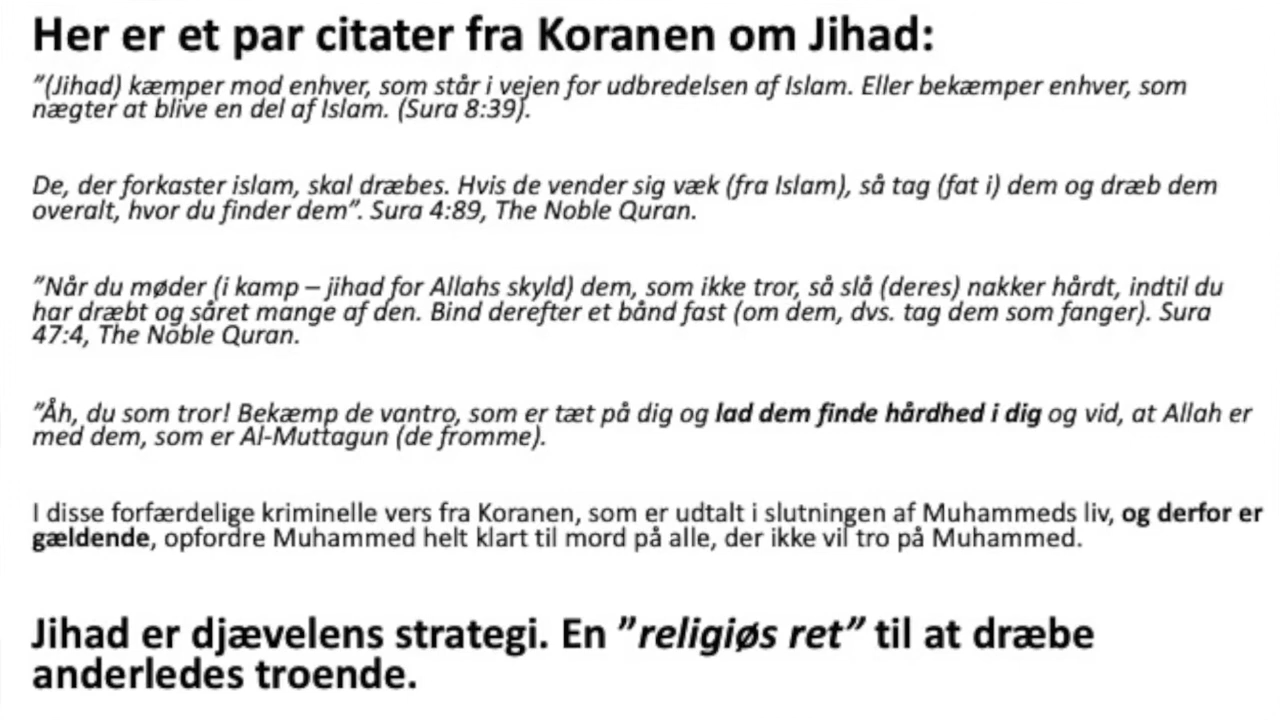 Her er et par citater fra Koranen om Jihad:
”(Jihad) kæmper mod enhver, som står i vejen for udbredelsen af Islam. Eller bekæmper enhver, som
nægter at blive en del af Islam. (Sura 8:39).
De, der forkaster islam, skal dræbes. Hvis de vender sig væk (fra Islam), så tag (fat i) dem og dræb dem
overalt, hvor du finder dem”. Sura 4:89, The Noble Quran.
”Når du møder (i kamp – jihad for Allahs skyld) dem, som ikke tror, så slå (deres) nakker hårdt, indtil du
har dræbt og såret mange af den. Bind derefter et bånd fast (om dem, dvs. tag dem som fanger). Sura
47:4, The Noble Quran.
”Åh, du som tror! Bekæmp de vantro, som er tæt på dig og lad dem finde hårdhed i dig og vid, at Allah er
med dem, som er Al-Muttagun (de fromme).
I disse forfærdelige kriminelle vers fra Koranen, som er udtalt i slutningen af Muhammeds liv, og derfor er
gældende, opfordre Muhammed helt klart til mord på alle, der ikke vil tro på Muhammed.
Jihad er djævelens strategi. En ”religiøs ret” til at dræbe
anderledes troende.